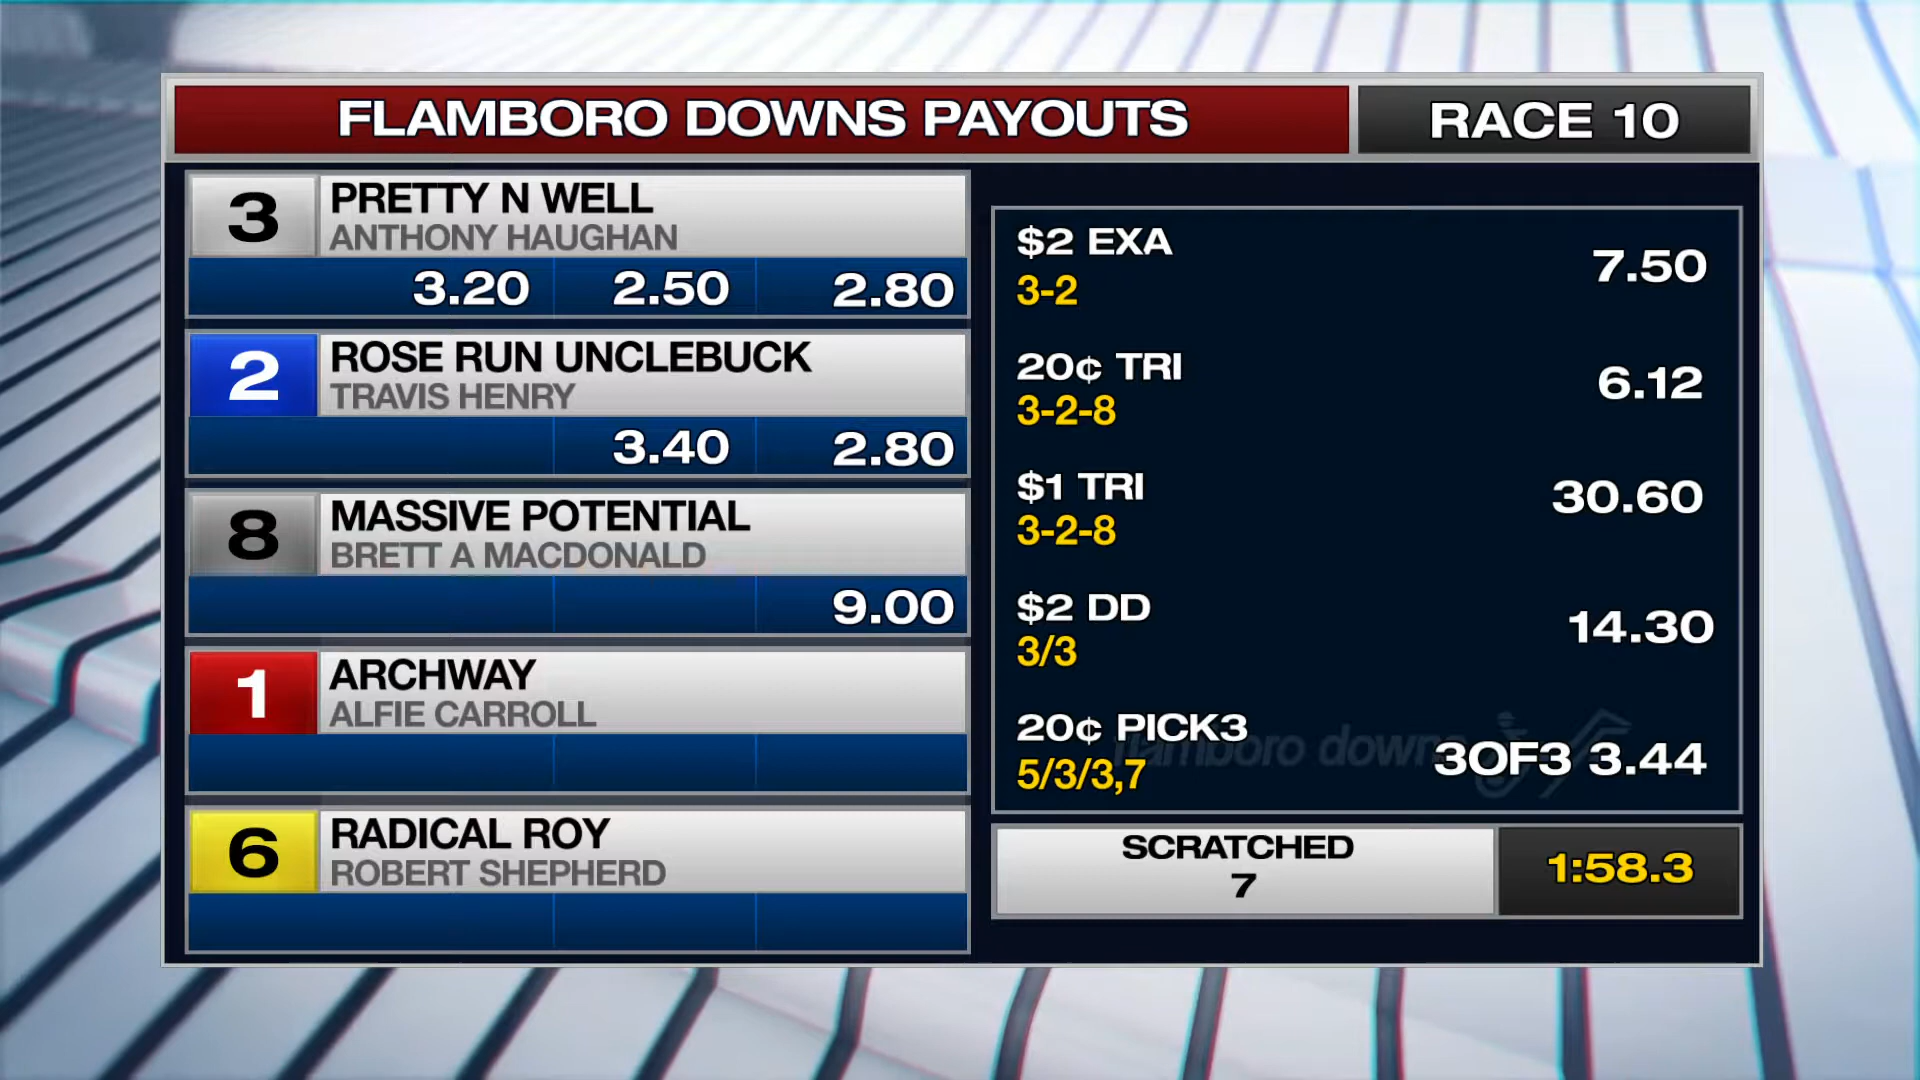 FLAMBORO DOWNS PAYOUTS
RACE 10
3
PRETTY N WELL
ANTHONY HAUGHAN
3.20 2.50 2.80
2
ROSE RUN UNCLEBUCK
TRAVIS HENRY
3.40 2.80
8
MASSIVE POTENTIAL
BRETT A MACDONALD
9.00
1
ARCHWAY
ALFIE CARROLL
6
RADICAL ROY
ROBERT SHEPHERD
$2 EXA
3-2
7.50
20¢ TRI
3-2-8
6.12
$1 TRI
3-2-8
30.60
$2 DD
3/3
14.30
20¢ PICK3
5/3/3,7
3OF3 3.44
flamboro downs
SCRATCHED
7
1:58.3